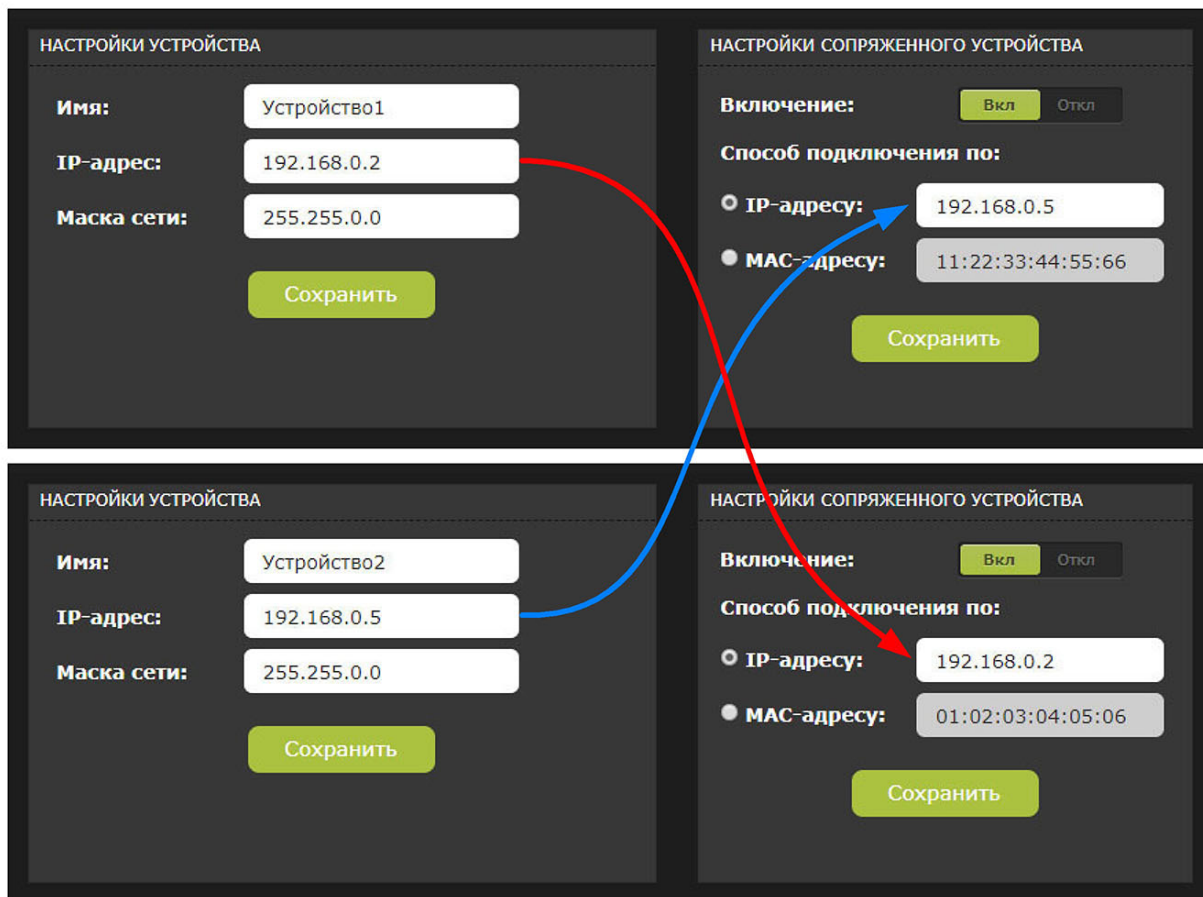 НАСТРОЙКИ УСТРОЙСТВА
Имя: Устройство1
IP-адрес: 192.168.0.2
Маска сети: 255.255.0.0
Сохранить
НАСТРОЙКИ СОПРЯЖЕННОГО УСТРОЙСТВА
Включение: Вкл Откл
Способ подключения по:
IP-адресу: 192.168.0.5
MAC-адресу: 11:22:33:44:55:66
Сохранить
НАСТРОЙКИ УСТРОЙСТВА
Имя: Устройство2
IP-адрес: 192.168.0.5
Маска сети: 255.255.0.0
Сохранить
НАСТРОЙКИ СОПРЯЖЕННОГО УСТРОЙСТВА
Включение: Вкл Откл
Способ подключения по:
IP-адресу: 192.168.0.2
MAC-адресу: 01:02:03:04:05:06
Сохранить